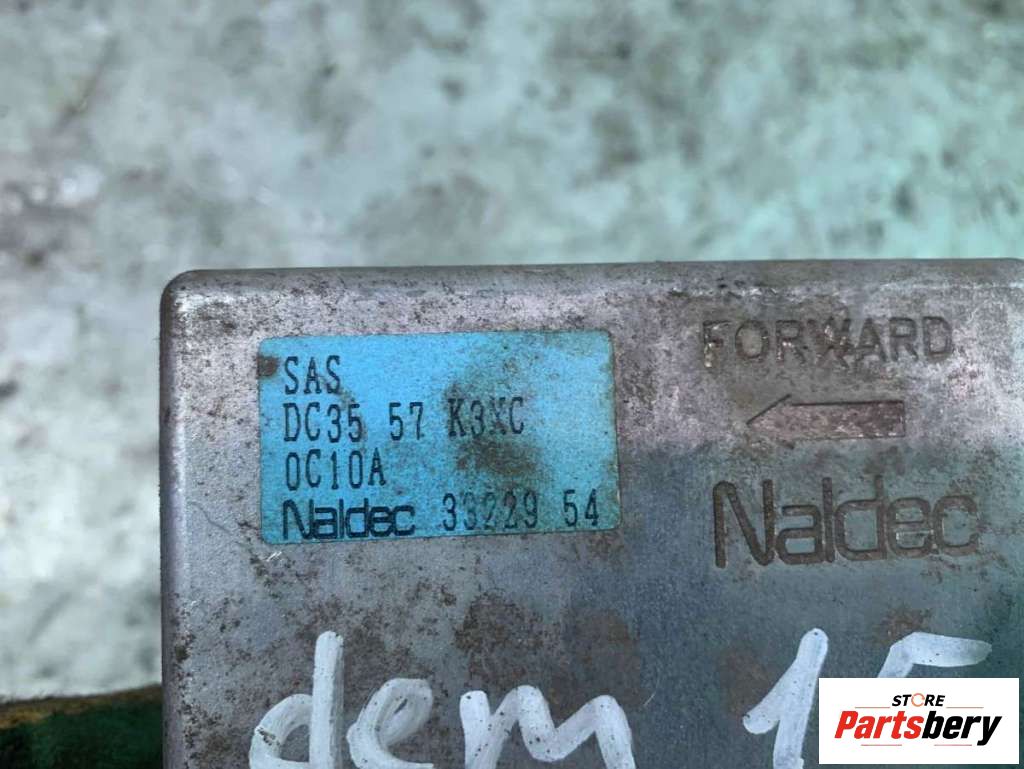 SAS
DC35 57 K3XC
0C10A
Naldec 33229 54
FORWARD
Naldec
dem 15
STORE
Partsbery